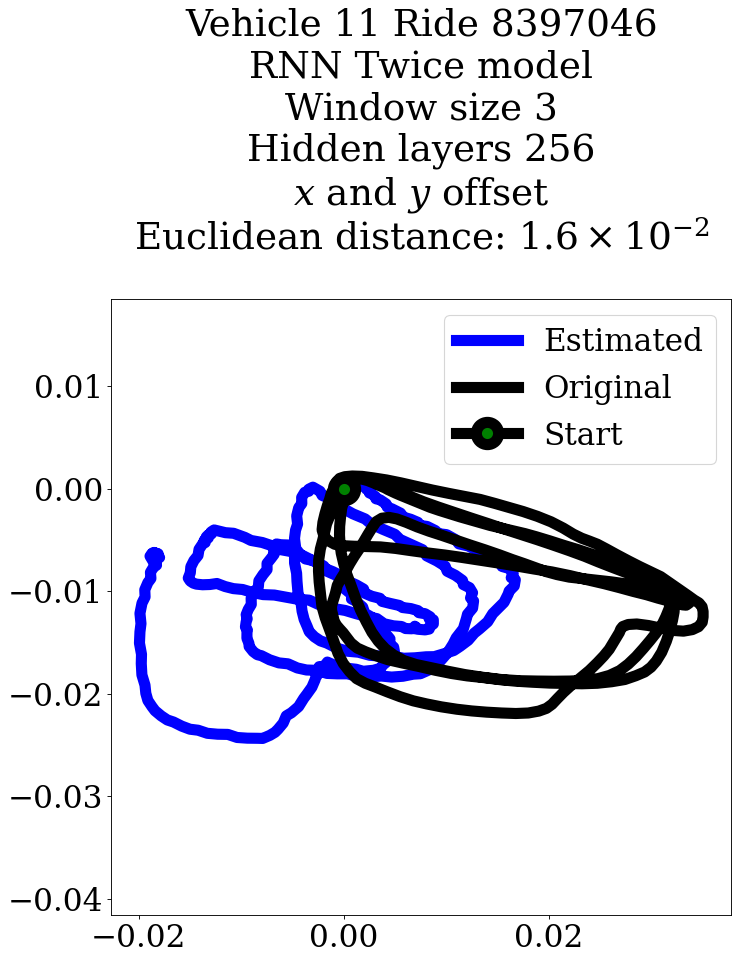 Vehicle 11 Ride 8397046
RNN Twice model
Window size 3
Hidden layers 256
x and y offset
Euclidean distance: 1.6 × 10⁻²
Estimated
Original
Start
0.01
0.00
−0.01
−0.02
−0.03
−0.04
−0.02 0.00 0.02